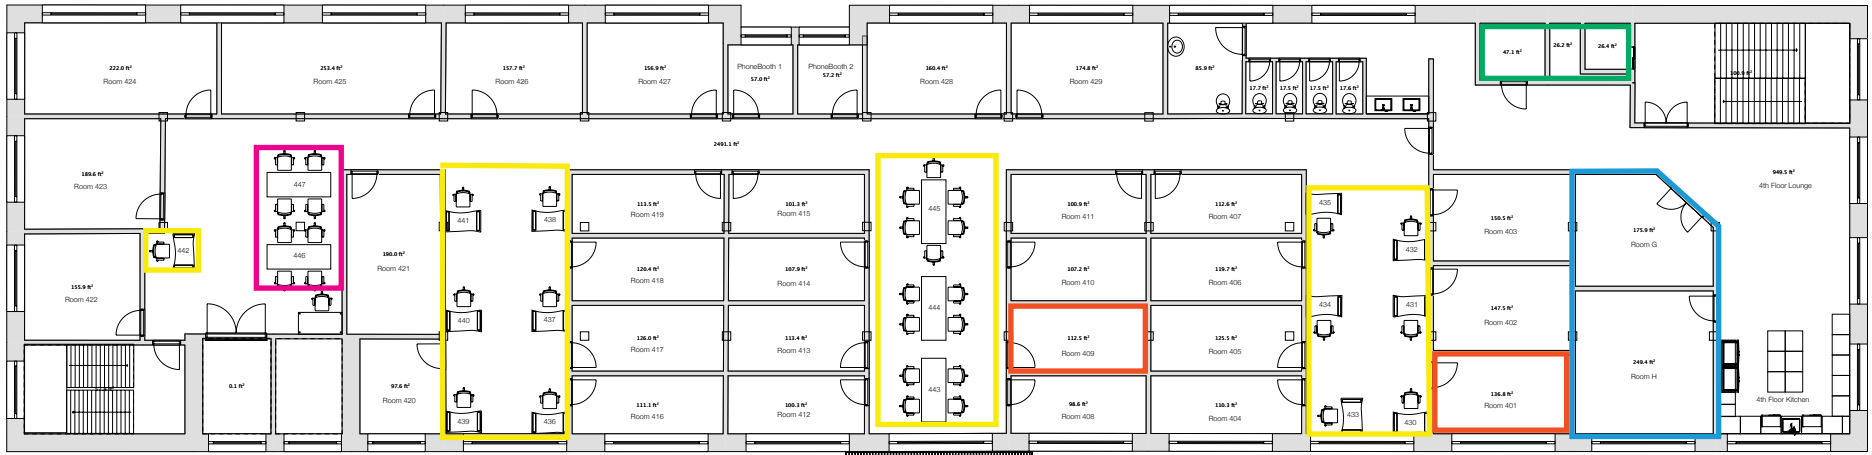 222.0 ft²
Room 424
253.4 ft²
Room 425
157.7 ft²
Room 426
156.9 ft²
Room 427
PhoneBooth 1
57.0 ft²
PhoneBooth 2
57.2 ft²
160.4 ft²
Room 428
174.8 ft²
Room 429
85.9 ft²
17.7 ft²
17.5 ft²
17.5 ft²
17.6 ft²
47.1 ft²
26.2 ft²
26.4 ft²
2491.1 ft²
189.6 ft²
Room 423
447
446
442
155.9 ft²
Room 422
190.0 ft²
Room 421
441
438
440
437
439
436
0.1 ft²
97.6 ft²
Room 420
113.5 ft²
Room 419
101.3 ft²
Room 415
120.4 ft²
Room 418
107.9 ft²
Room 414
126.0 ft²
Room 417
113.4 ft²
Room 413
111.1 ft²
Room 416
100.3 ft²
Room 412
445
444
443
100.9 ft²
Room 411
112.6 ft²
Room 407
107.2 ft²
Room 410
119.7 ft²
Room 406
112.5 ft²
Room 409
125.5 ft²
Room 405
98.6 ft²
Room 408
110.3 ft²
Room 404
435
432
434
431
433
430
150.5 ft²
Room 403
147.5 ft²
Room 402
136.8 ft²
Room 401
175.9 ft²
Room G
249.4 ft²
Room H
949.5 ft²
4th Floor Lounge
4th Floor Kitchen